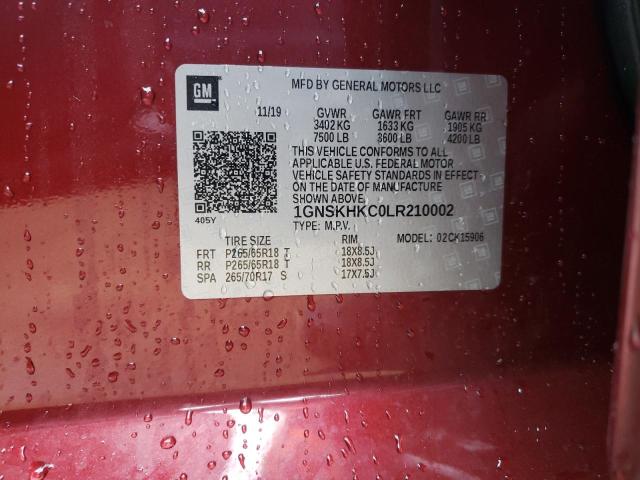 GM
MFD BY GENERAL MOTORS LLC
11/19 GVWR GAWR FRT GAWR RR
3402 KG 1633 KG 1905 KG
7500 LB 3600 LB 4200 LB
THIS VEHICLE CONFORMS TO ALL
APPLICABLE U.S. FEDERAL MOTOR
VEHICLE SAFETY STANDARDS IN EFFECT
ON THE DATE OF MANUFACTURE
SHOWN ABOVE.
405Y 1GNSKHKC0LR210002
TYPE: M.P.V. MODEL: 02CK15906
TIRE SIZE RIM
FRT P265/65R18 T 18X8.5J
RR P265/65R18 T 18X8.5J
SPA 265/70R17 S 17X7.5J